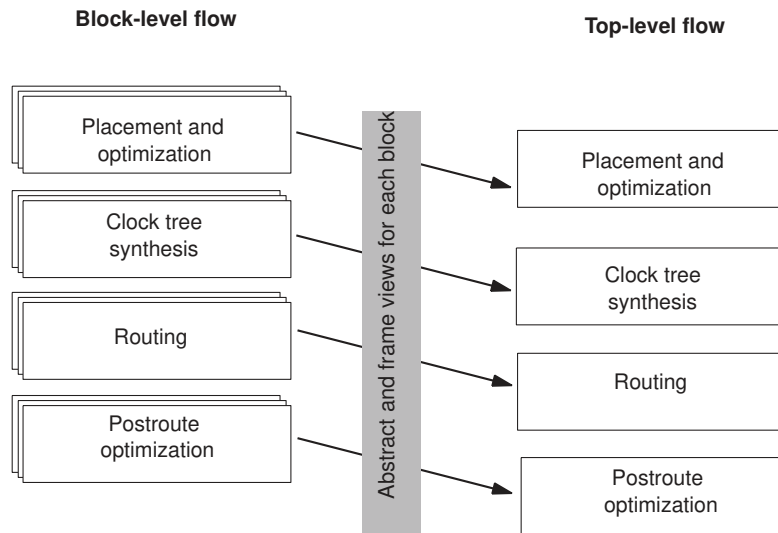 Block-level flow
Top-level flow
Placement and
optimization
Clock tree
synthesis
Routing
Postroute
optimization
Abstract and frame views for each block
Placement and
optimization
Clock tree
synthesis
Routing
Postroute
optimization